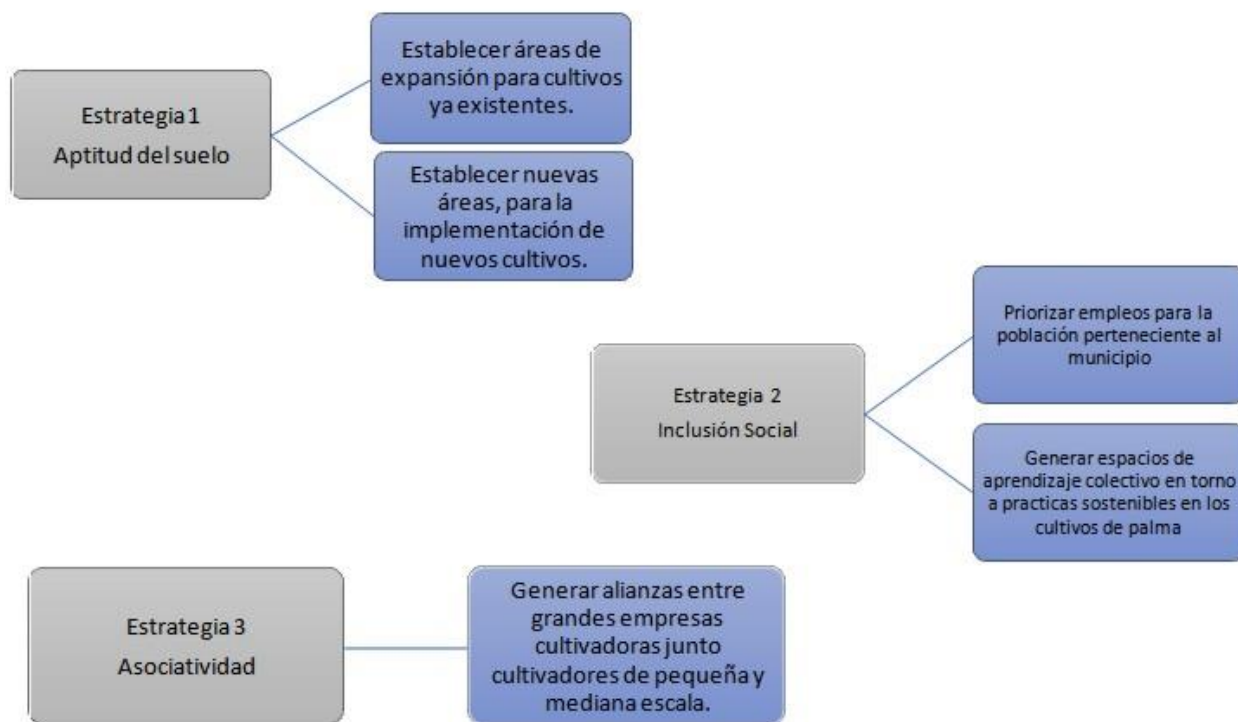 Estrategia 1
Aptitud del suelo
Establecer áreas de
expansión para cultivos
ya existentes.
Establecer nuevas
áreas, para la
implementación de
nuevos cultivos.
Estrategia 2
Inclusión Social
Priorizar empleos para la
población perteneciente al
municipio
Generar espacios de
aprendizaje colectivo en torno
a practicas sostenibles en los
cultivos de palma
Estrategia 3
Asociatividad
Generar alianzas entre
grandes empresas
cultivadoras junto
cultivadores de pequeña y
mediana escala.